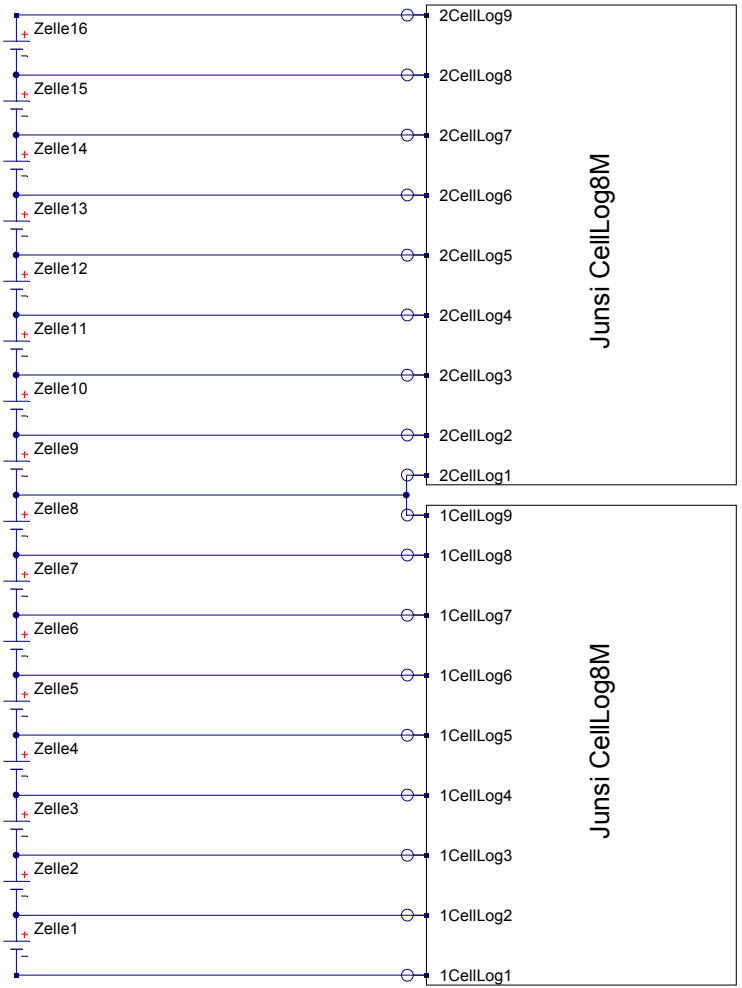 Zelle16
2CellLog9
Zelle15
2CellLog8
Zelle14
2CellLog7
Zelle13
2CellLog6
Zelle12
2CellLog5
Zelle11
2CellLog4
Zelle10
2CellLog3
Zelle9
2CellLog2
Zelle8
2CellLog1
Junsi CellLog8M
1CellLog9
Zelle7
1CellLog8
Zelle6
1CellLog7
Zelle5
1CellLog6
Zelle4
1CellLog5
Zelle3
1CellLog4
Zelle2
1CellLog3
Zelle1
1CellLog2
1CellLog1
Junsi CellLog8M